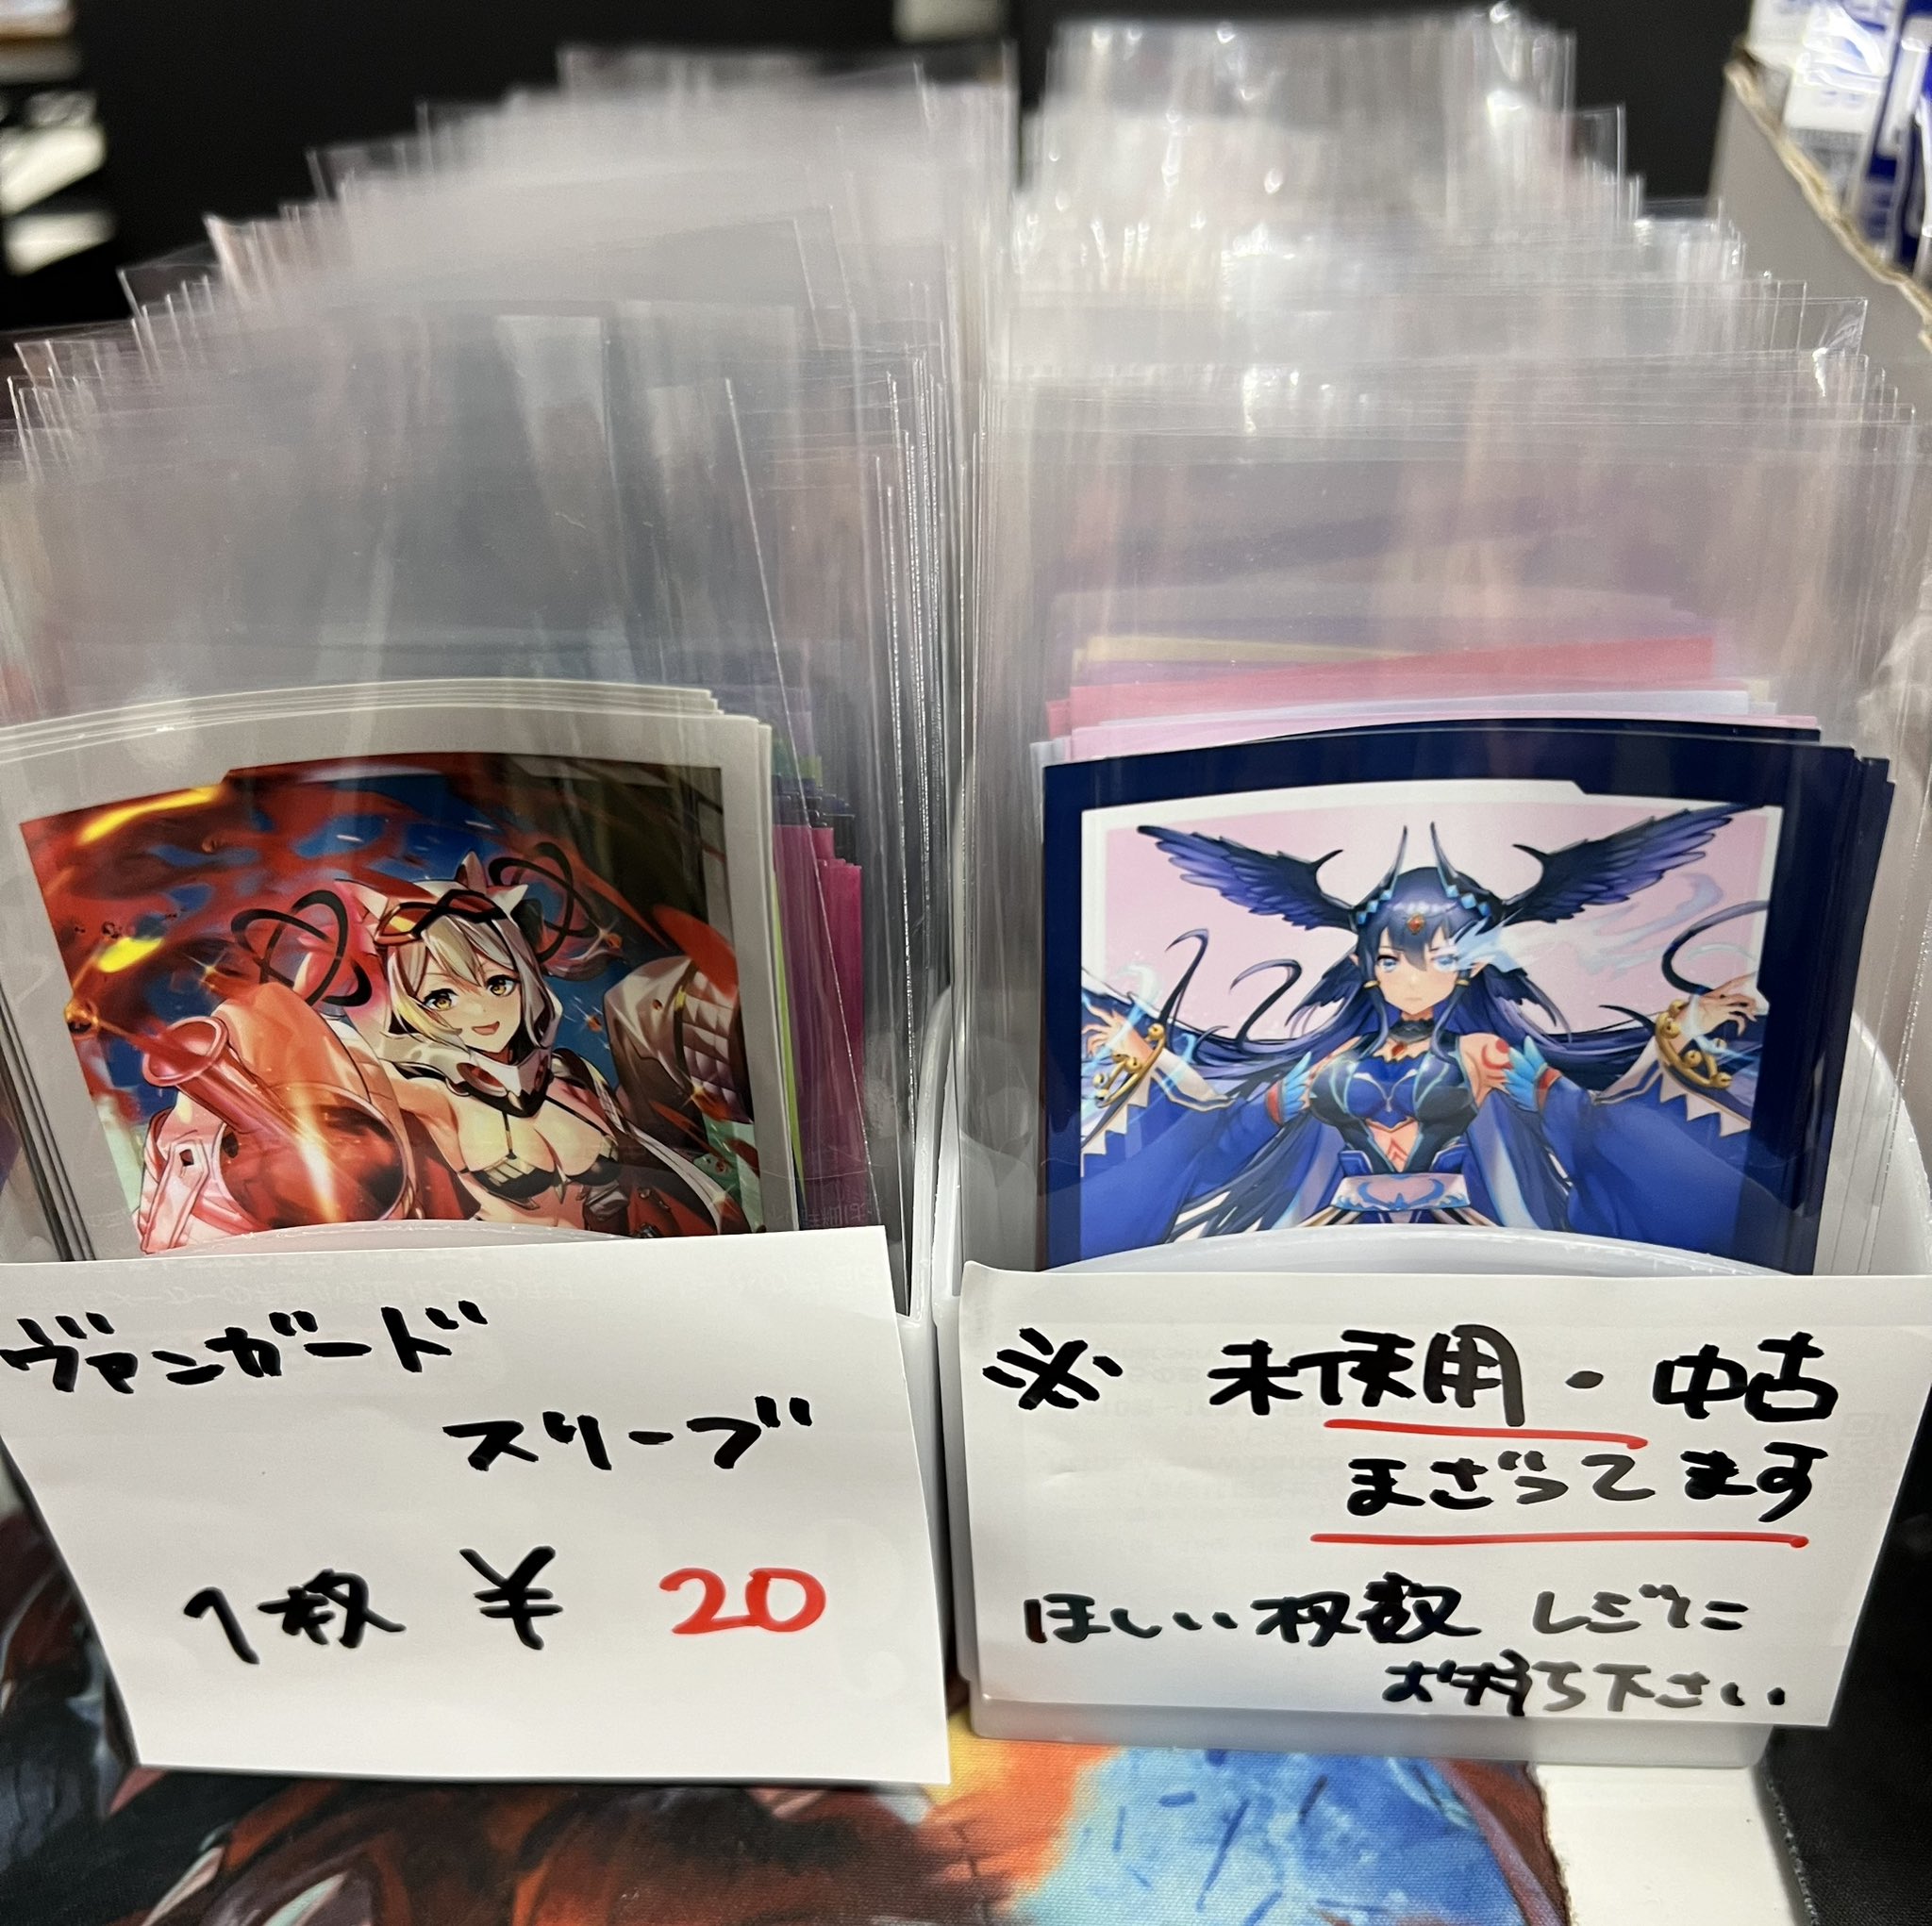 ヴァンガード
スリーブ
1枚 ¥ 20
※ 未使用・中古
まざってます
ほしい枚数 レジに
お持ち下さい